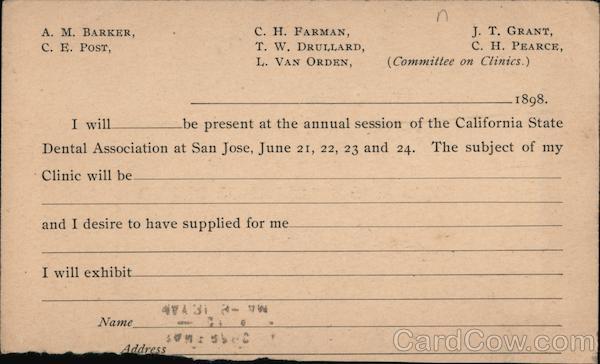 A. M. BARKER, C. H. FARMAN, J. T. GRANT,
C. E. POST, T. W. DRULLARD, C. H. PEARCE,
L. VAN ORDEN, (Committee on Clinics.)
1898.
I will be present at the annual session of the California State
Dental Association at San Jose, June 21, 22, 23 and 24. The subject of my
Clinic will be
and I desire to have supplied for me
I will exhibit
Name
Address
CardCow.com